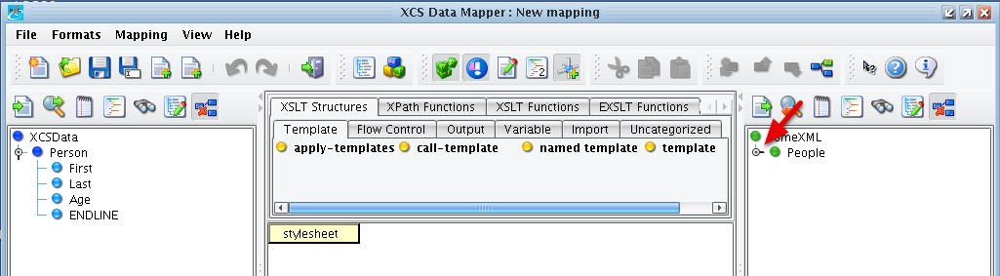 XCS Data Mapper : New mapping
File Formats Mapping View Help
XSLT Structures XPath Functions XSLT Functions EXSLT Functions
Template Flow Control Output Variable Import Uncategorized
apply-templates call-template named template template
XCSData
Person
First
Last
Age
ENDLINE
stylesheet
omeXML
People